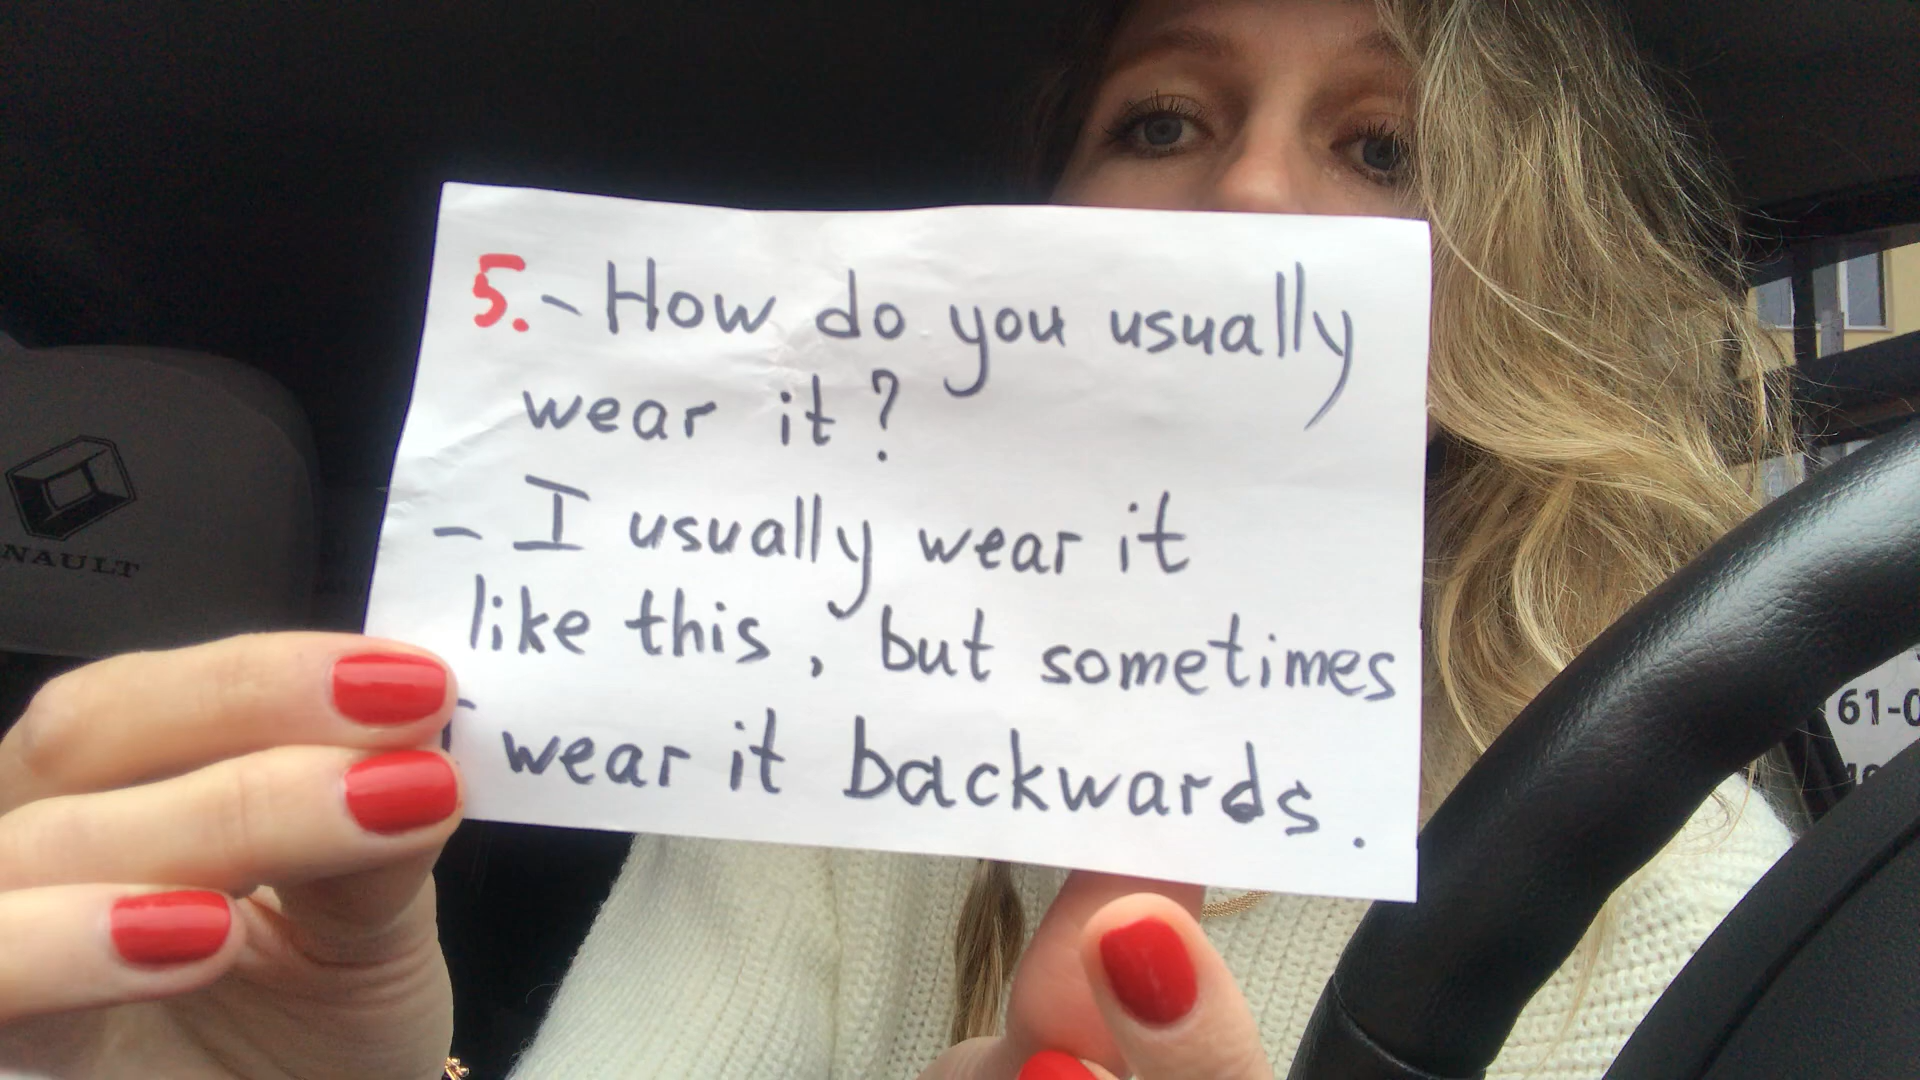 5. - How do you usually
wear it?
- I usually wear it
like this, but sometimes
I wear it backwards.
NAULT
61-0